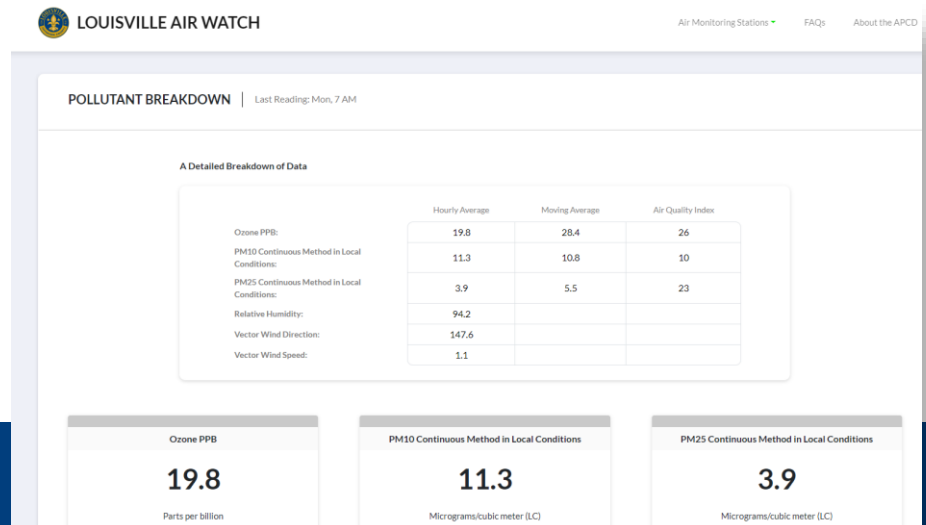 LOUISVILLE AIR WATCH
Air Monitoring Stations
FAQs
About the APCD
POLLUTANT BREAKDOWN
Last Reading: Mon, 7 AM
A Detailed Breakdown of Data
Hourly Average Moving Average Air Quality Index
Ozone PPB: 19.8 28.4 26
PM10 Continuous Method in Local
Conditions: 11.3 10.8 10
PM25 Continuous Method in Local
Conditions: 3.9 5.5 23
Relative Humidity: 94.2
Vector Wind Direction: 147.6
Vector Wind Speed: 1.1
Ozone PPB
19.8
Parts per billion
PM10 Continuous Method in Local Conditions
11.3
Micrograms/cubic meter (LC)
PM25 Continuous Method in Local Conditions
3.9
Micrograms/cubic meter (LC)